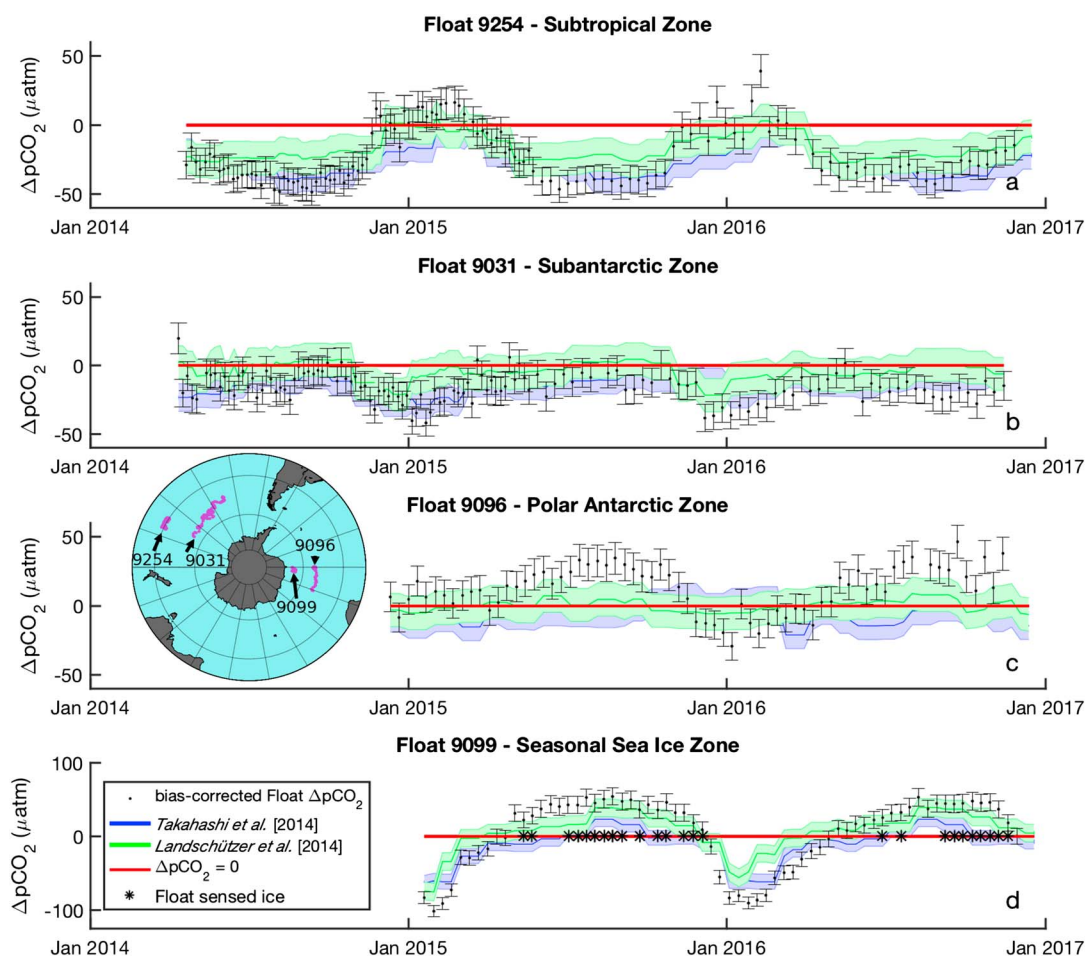 Float 9254 - Subtropical Zone
50
0
-50
ΔpCO₂ (μatm)
a
Jan 2014 Jan 2015 Jan 2016 Jan 2017
Float 9031 - Subantarctic Zone
50
0
-50
ΔpCO₂ (μatm)
b
Jan 2014 Jan 2015 Jan 2016 Jan 2017
Float 9096 - Polar Antarctic Zone
50
0
-50
ΔpCO₂ (μatm)
c
9254 9031 9096
9099
Jan 2014 Jan 2015 Jan 2016 Jan 2017
Float 9099 - Seasonal Sea Ice Zone
100
0
-100
ΔpCO₂ (μatm)
bias-corrected Float ΔpCO₂
Takahashi et al. [2014]
Landschützer et al. [2014]
ΔpCO₂ = 0
Float sensed ice
d
Jan 2014 Jan 2015 Jan 2016 Jan 2017